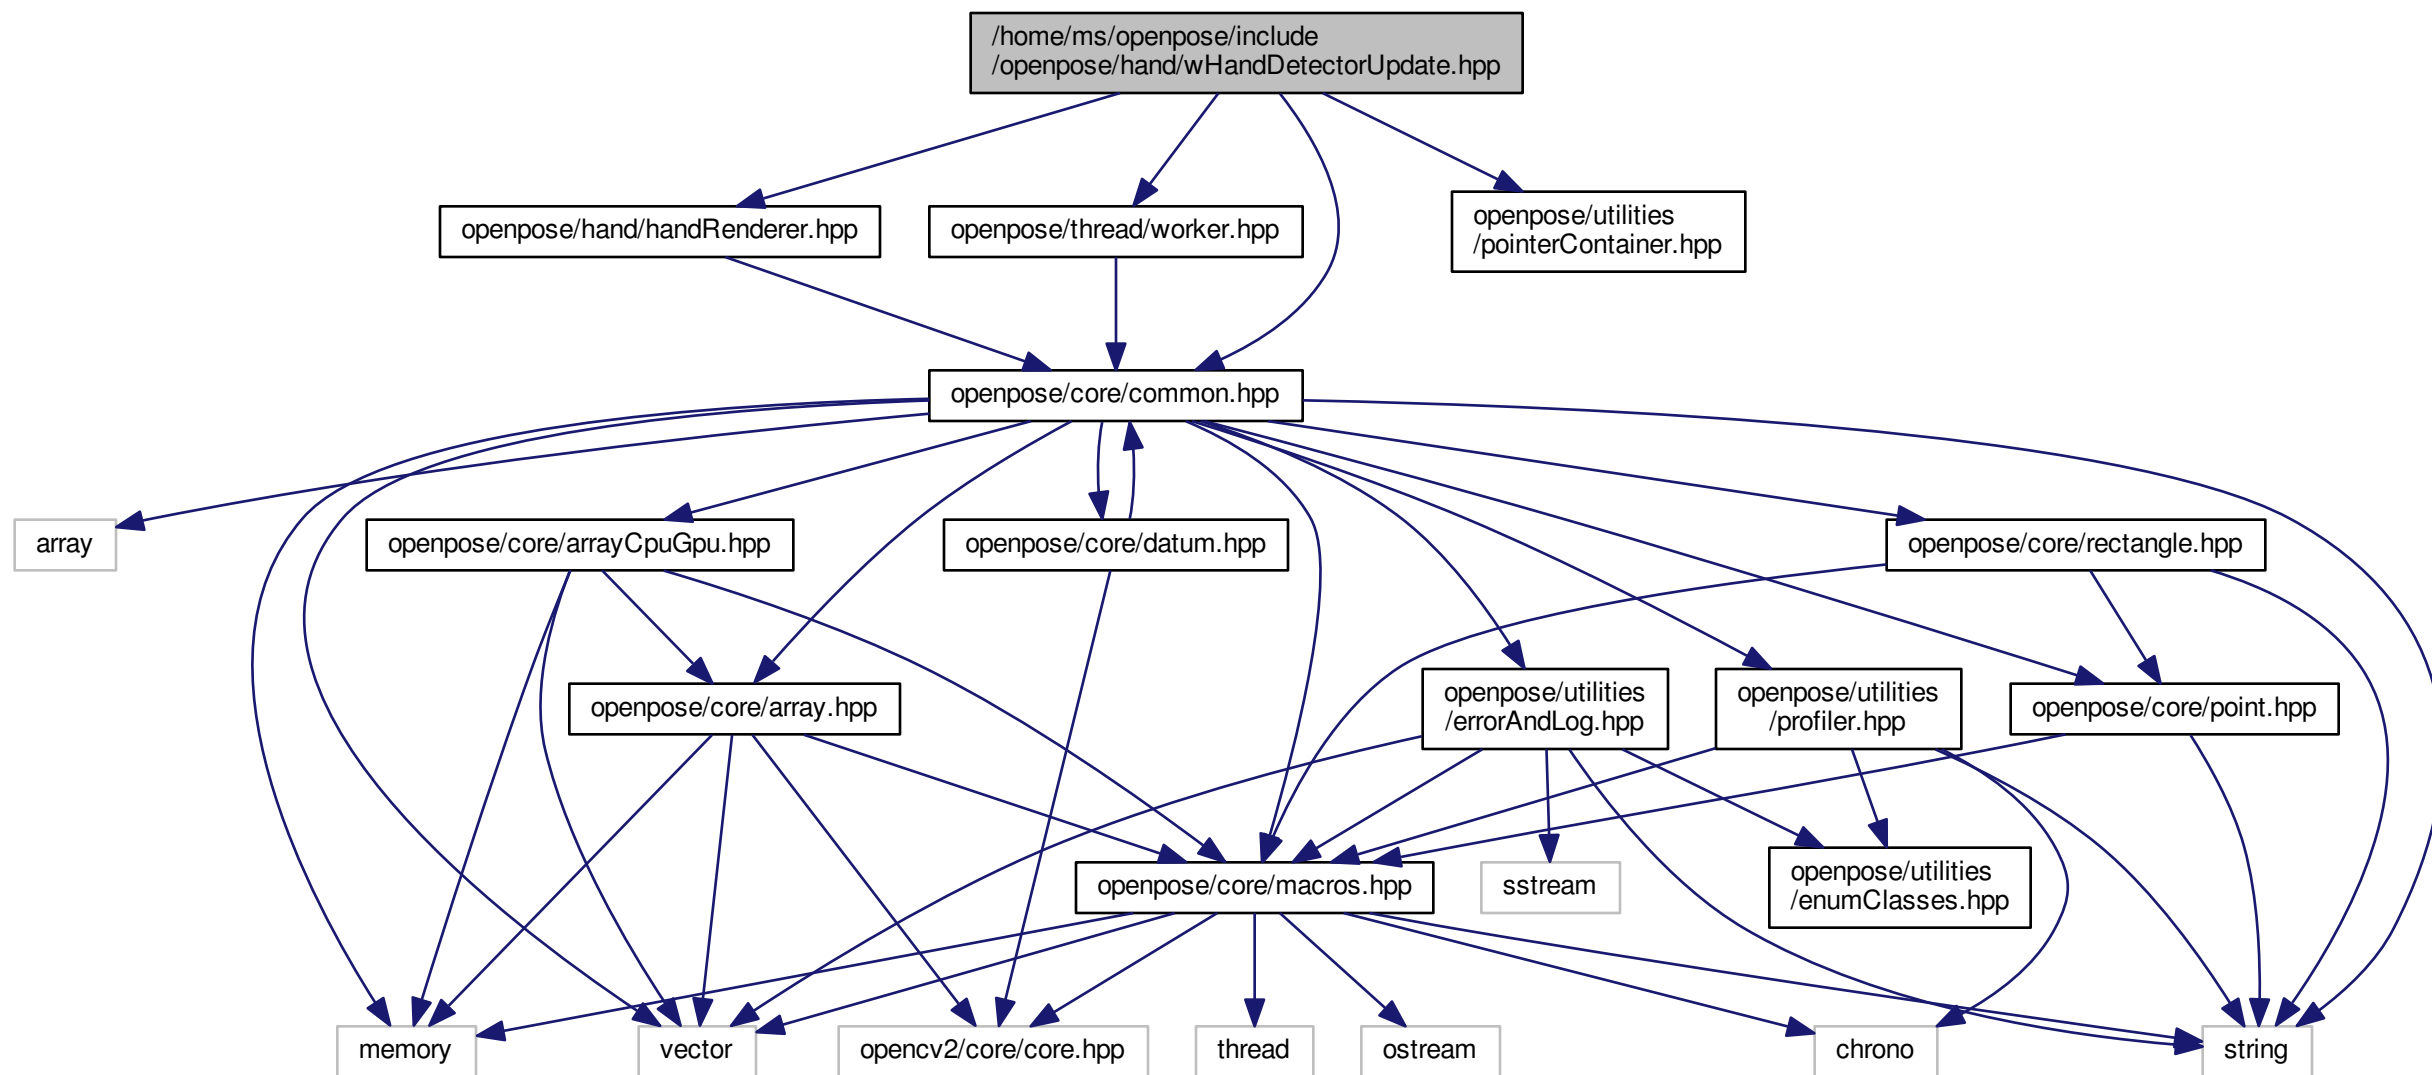 /home/ms/openpose/include
/openpose/hand/wHandDetectorUpdate.hpp
openpose/hand/handRenderer.hpp
openpose/thread/worker.hpp
openpose/utilities
/pointerContainer.hpp
openpose/core/common.hpp
array
openpose/core/arrayCpuGpu.hpp
openpose/core/datum.hpp
openpose/core/rectangle.hpp
openpose/core/array.hpp
openpose/utilities
/errorAndLog.hpp
openpose/utilities
/profiler.hpp
openpose/core/point.hpp
openpose/core/macros.hpp
sstream
openpose/utilities
/enumClasses.hpp
memory
vector
opencv2/core/core.hpp
thread
ostream
chrono
string